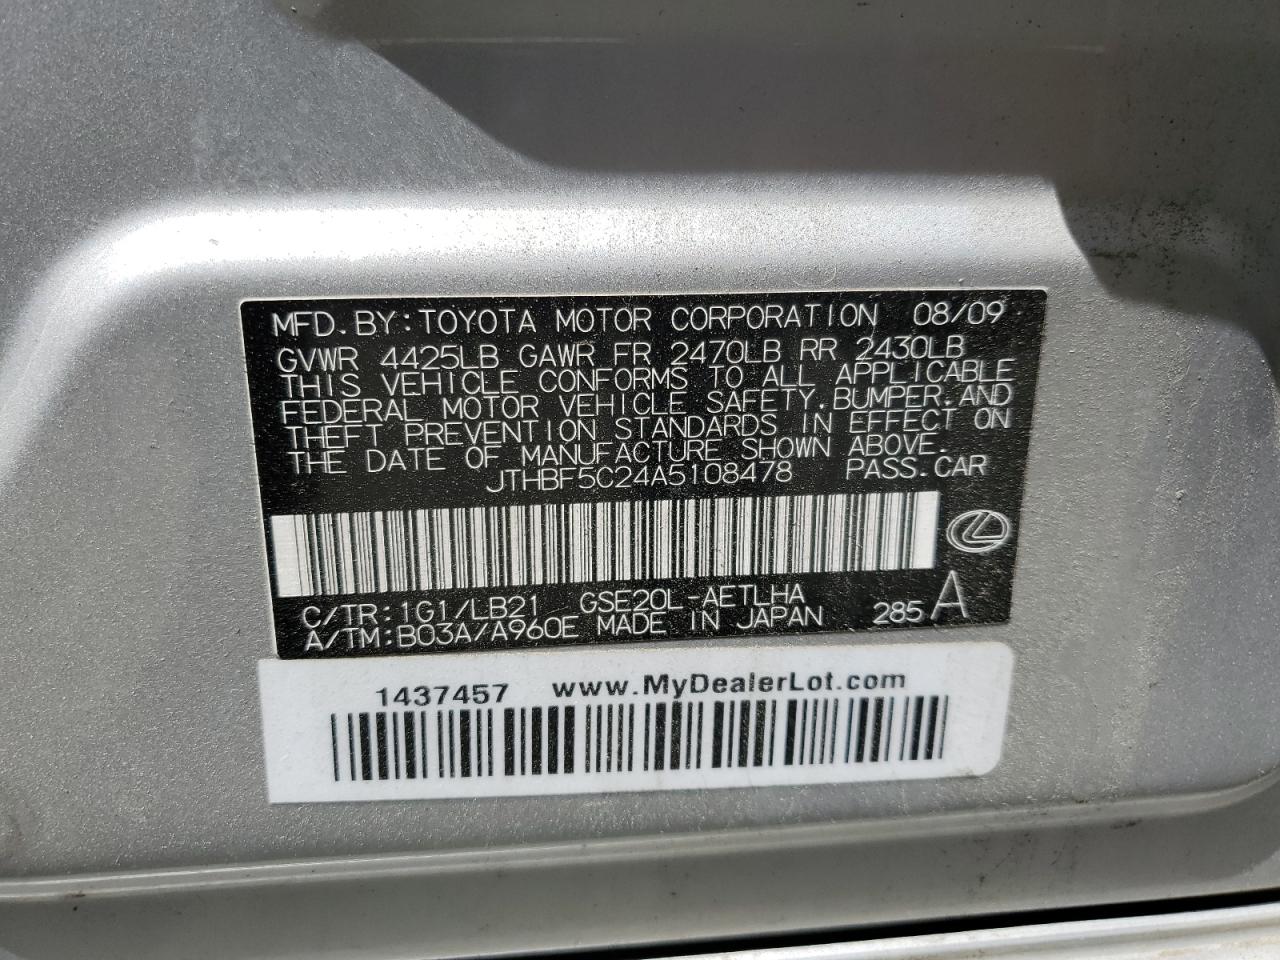 MFD.BY:TOYOTA MOTOR CORPORATION 08/09
GVWR 4425LB GAWR FR 2470LB RR 2430LB
THIS VEHICLE CONFORMS TO ALL APPLICABLE
FEDERAL MOTOR VEHICLE SAFETY,BUMPER,AND
THEFT PREVENTION STANDARDS IN EFFECT ON
THE DATE OF MANUFACTURE SHOWN ABOVE.
JTHBF5C24A5108478 PASS.CAR
C/TR:1G1/LB21 GSE20L-AETLHA
A/TM:B03A/A960E MADE IN JAPAN 285 A
1437457 www.MyDealerLot.com